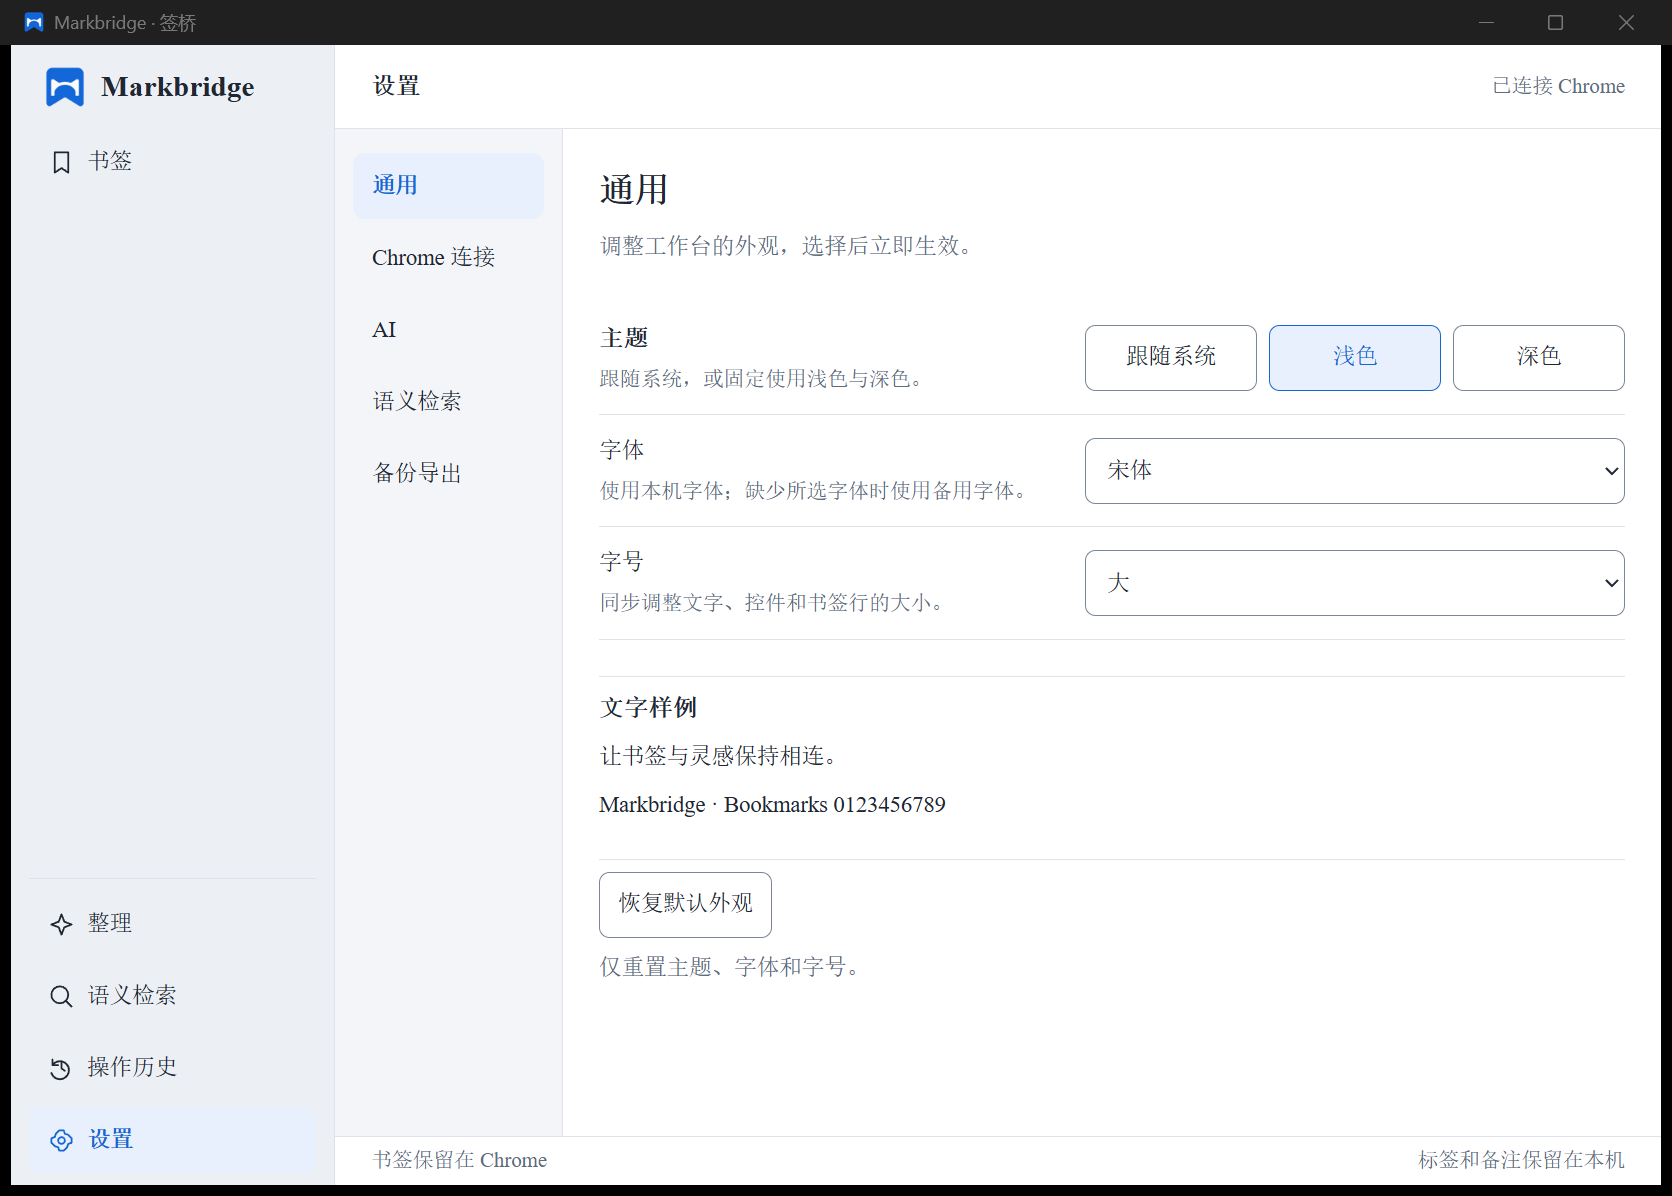 Markbridge · 签桥
Markbridge
书签
整理
语义检索
操作历史
设置
设置
已连接 Chrome
通用
Chrome 连接
AI
语义检索
备份导出
通用
调整工作台的外观，选择后立即生效。
主题
跟随系统，或固定使用浅色与深色。
跟随系统
浅色
深色
字体
使用本机字体；缺少所选字体时使用备用字体。
宋体
字号
同步调整文字、控件和书签行的大小。
大
文字样例
让书签与灵感保持相连。
Markbridge · Bookmarks 0123456789
恢复默认外观
仅重置主题、字体和字号。
书签保留在 Chrome
标签和备注保留在本机